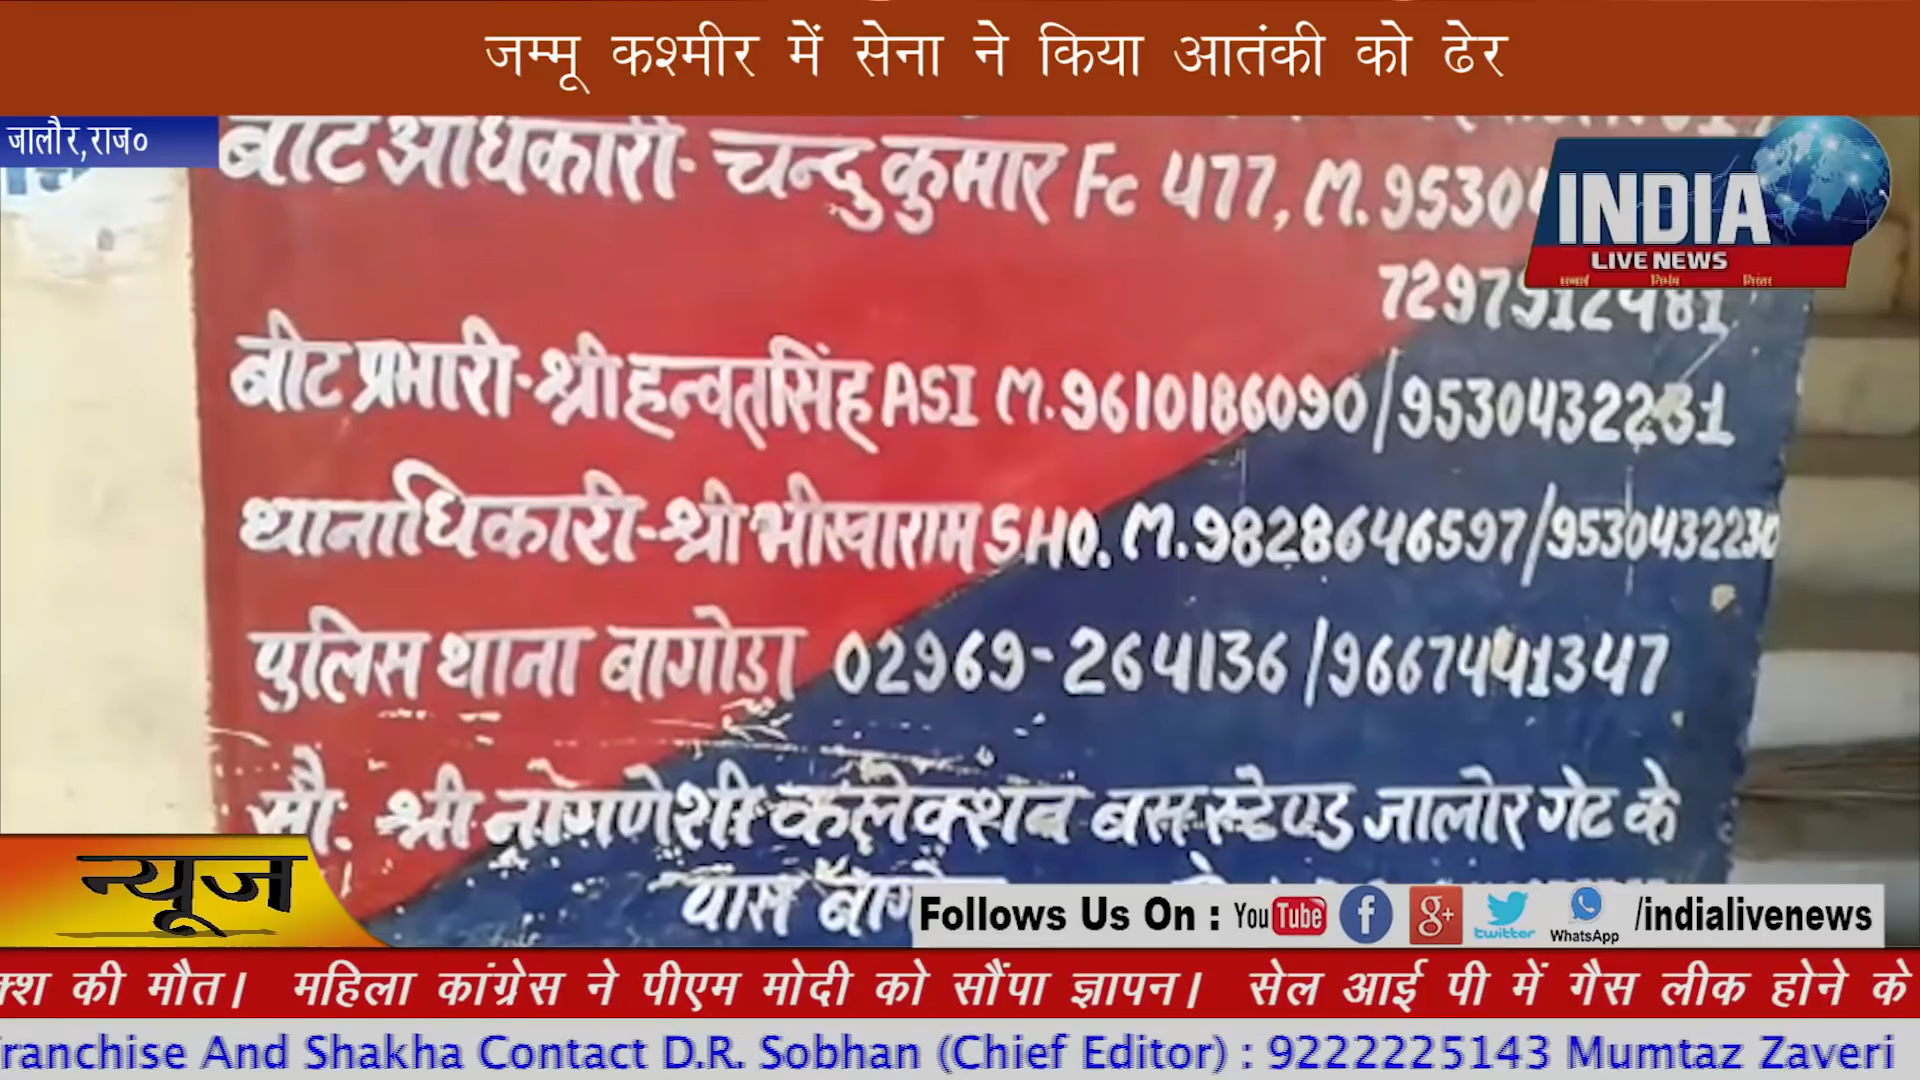 जम्मू कश्मीर में सेना ने किया आतंकी को ढेर
जालौर,राज०
बीट अधिकारी- चन्दु कुमार Fc 477, M. 9530
INDIA
LIVE NEWS
बीट प्रभारी-श्री हन्वतसिंह ASI M. 9610186090/9530432231
थानाधिकारी-श्री भीखाराम SHO. M. 9828646597/9530432230
पुलिस थाना बागोडा 02969-264136/9667441347
सौ. श्री नागणेशी कलेक्शन बस स्टेण्ड जालोर गेट के
पास
न्यूज
Follows Us On : YouTube f g+ twitter WhatsApp /indialivenews
क्श की मौत। महिला कांग्रेस ने पीएम मोदी को सौंपा ज्ञापन। सेल आई पी में गैस लीक होने के
ranchise And Shakha Contact D.R. Sobhan (Chief Editor) : 9222225143 Mumtaz Zaveri